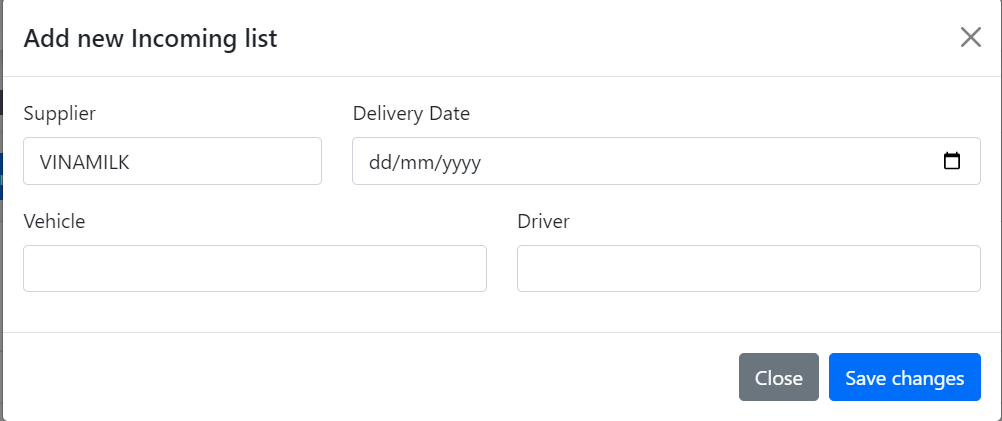 Add new Incoming list
Supplier Delivery Date
VINAMILK dd/mm/yyyy
Vehicle Driver
Close Save changes